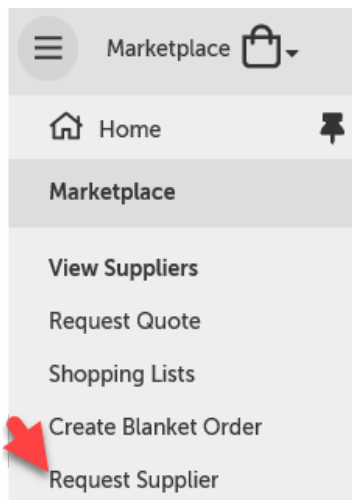 Marketplace
Home
Marketplace
View Suppliers
Request Quote
Shopping Lists
Create Blanket Order
Request Supplier